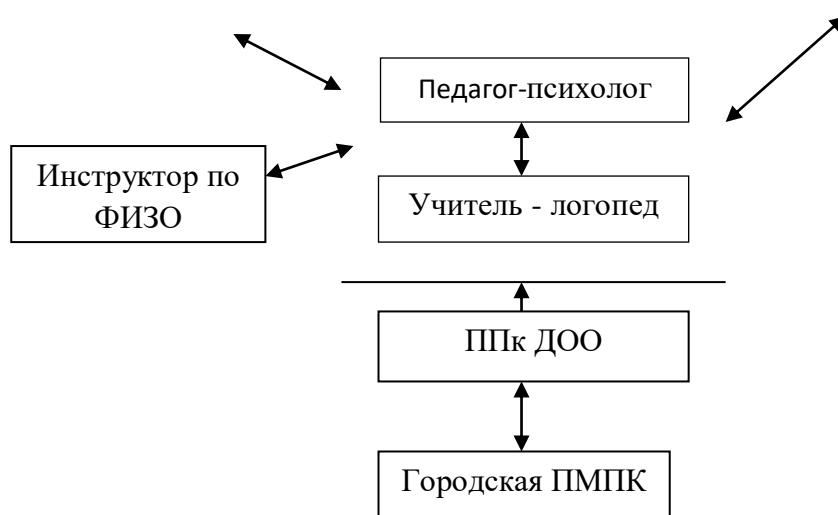 Педагог-психолог
Инструктор по
ФИЗО
Учитель - логопед
ППк ДОО
Городская ПМПК